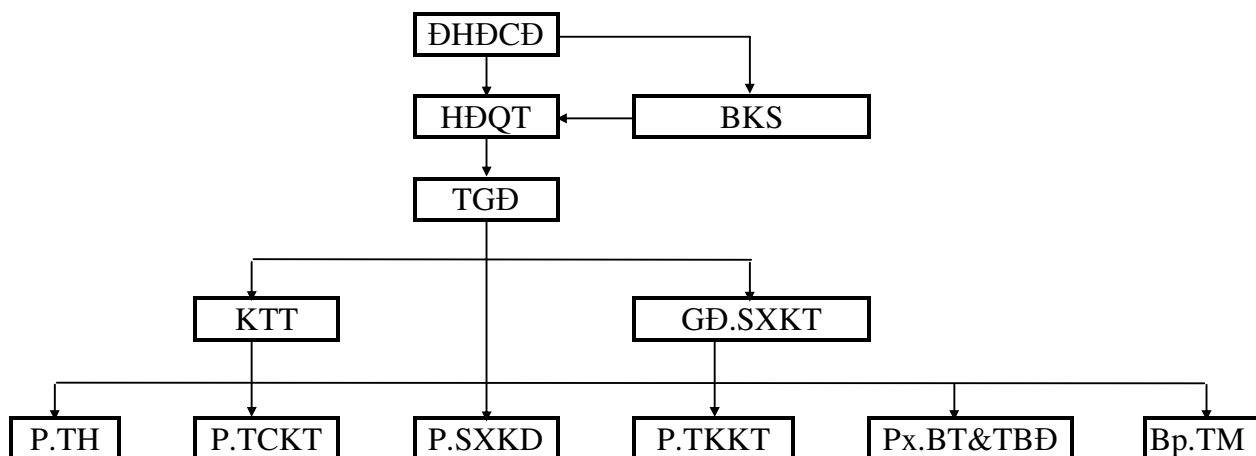 ĐHĐCĐ
HĐQT
BKS
TGĐ
KTT
GĐ.SXKT
P.TH
P.TCKT
P.SXKD
P.TKKT
Px.BT&TBĐ
Bp.TM